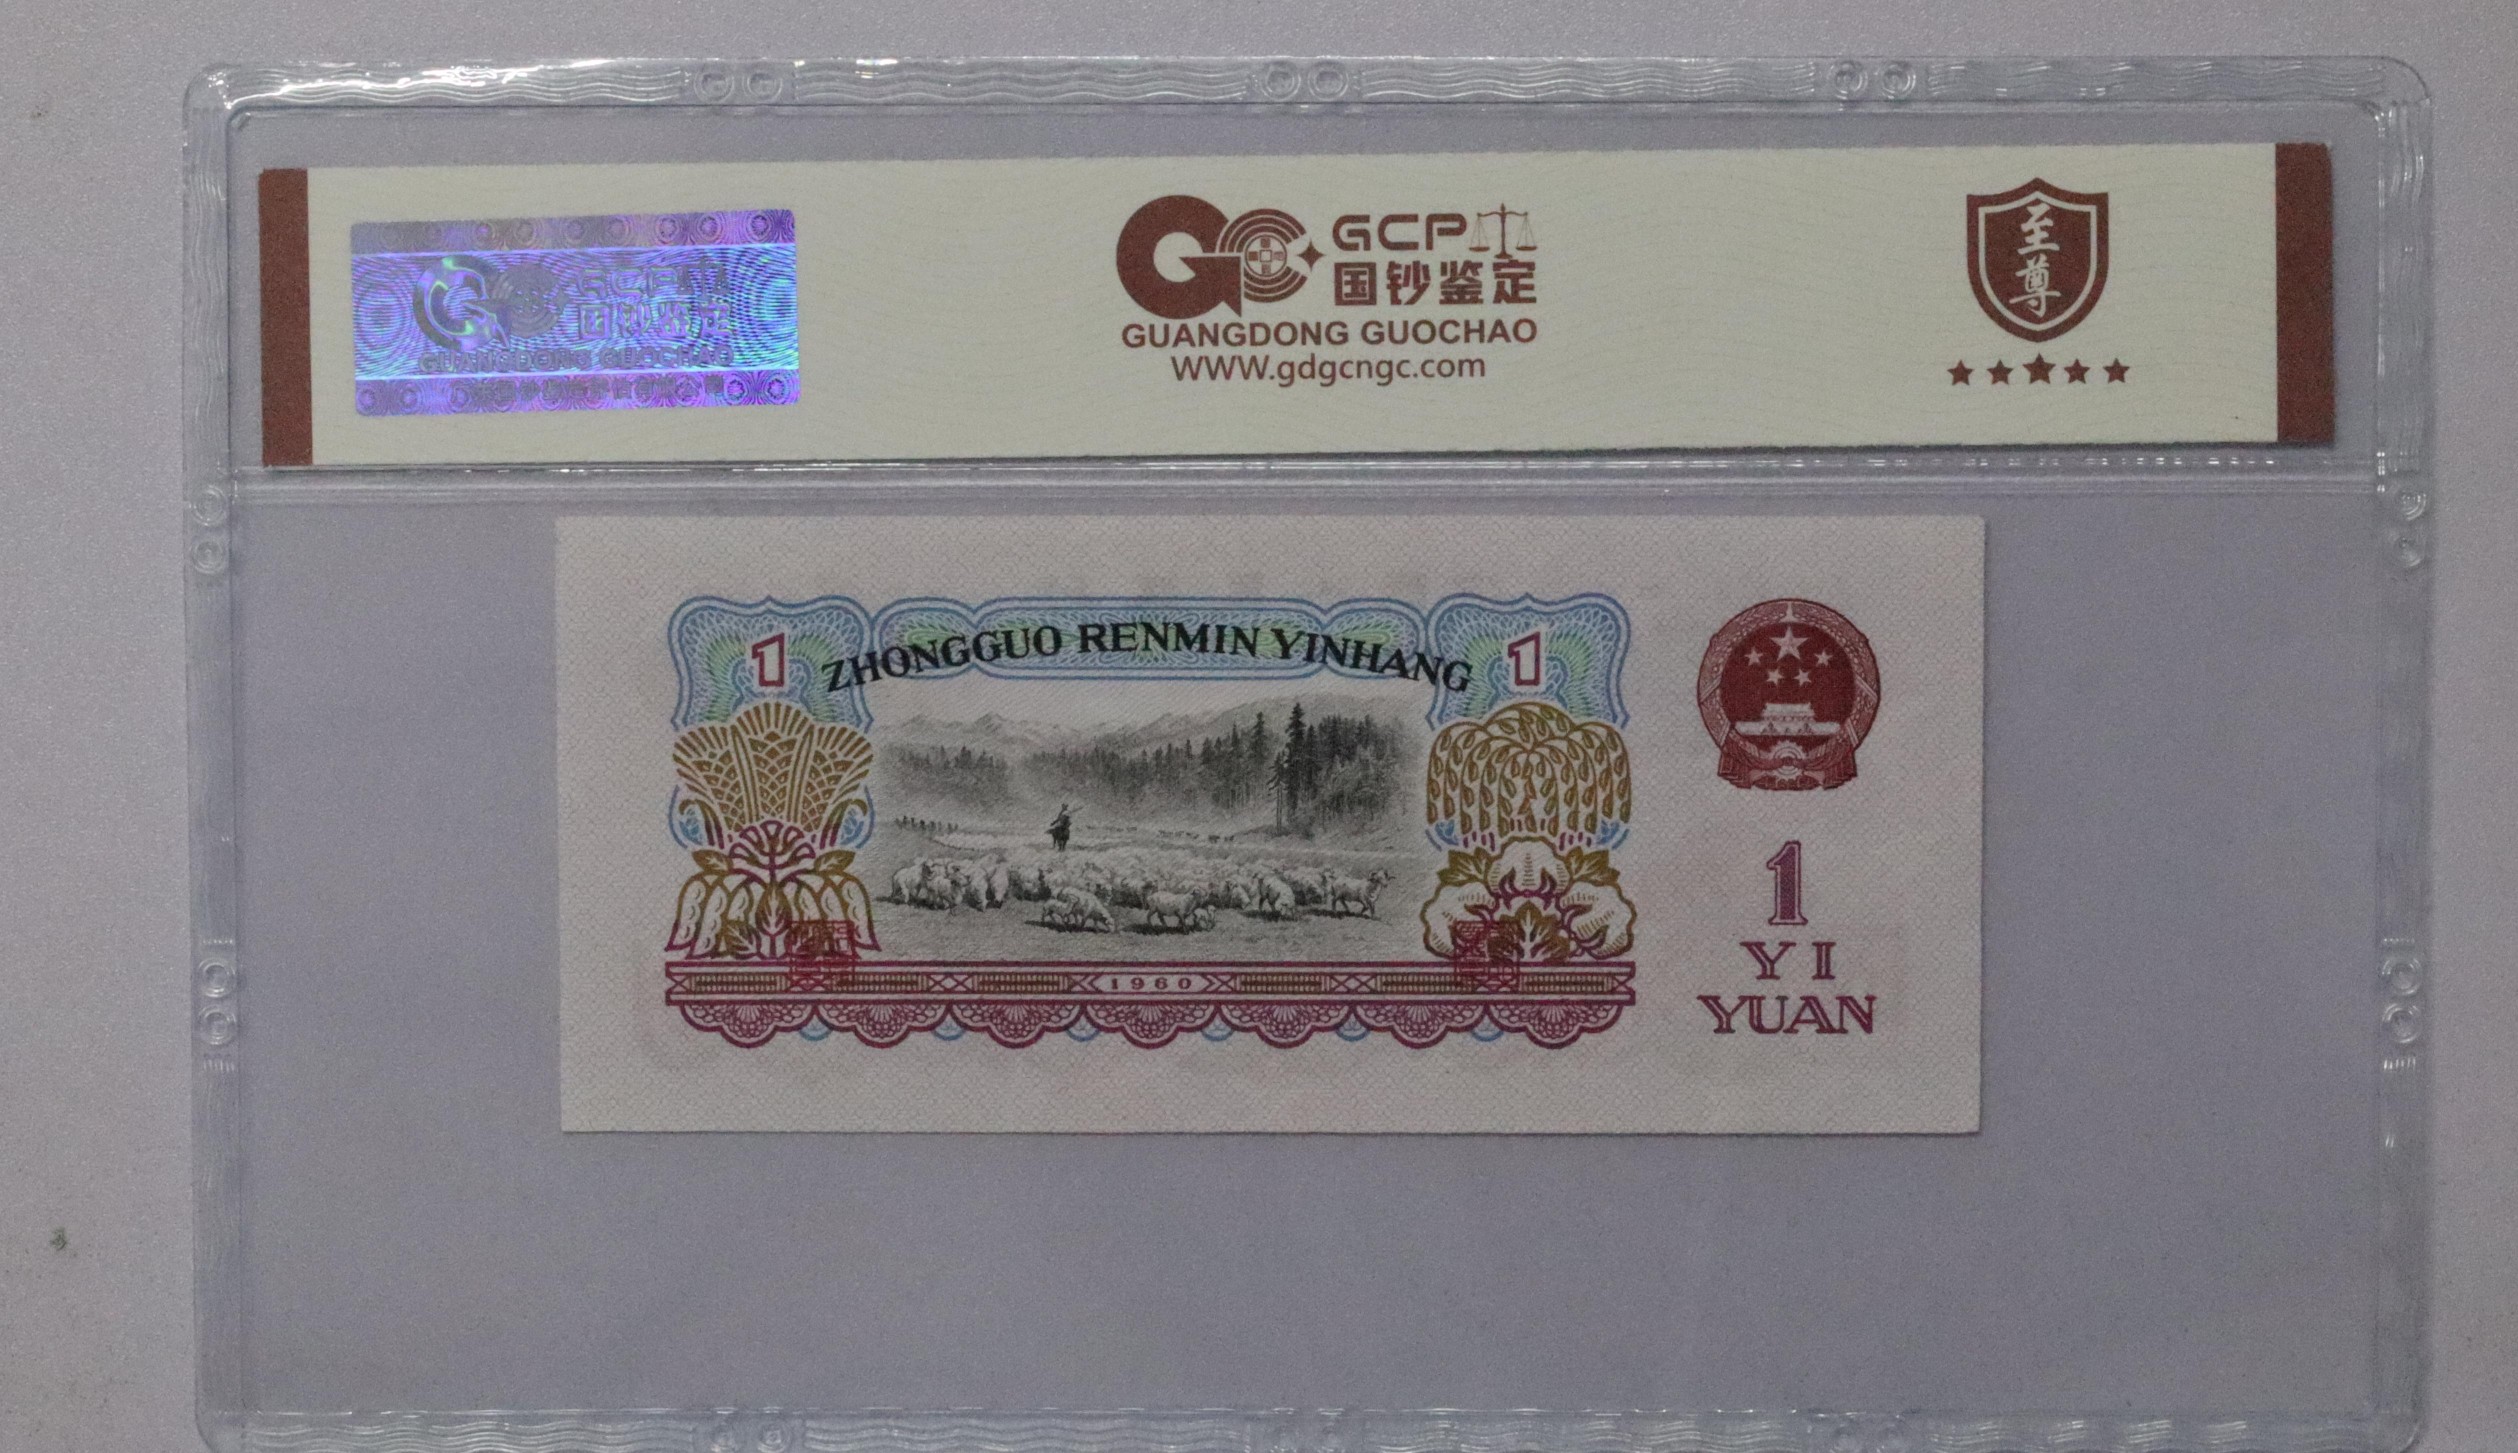 GCP
国钞鉴定
GUANGDONG GUOCHAO
GCP
国钞鉴定
GUANGDONG GUOCHAO
WWW.gdgcngc.com
至尊
1
ZHONGGUO RENMIN YINHANG
1
1960
1
YI
YUAN